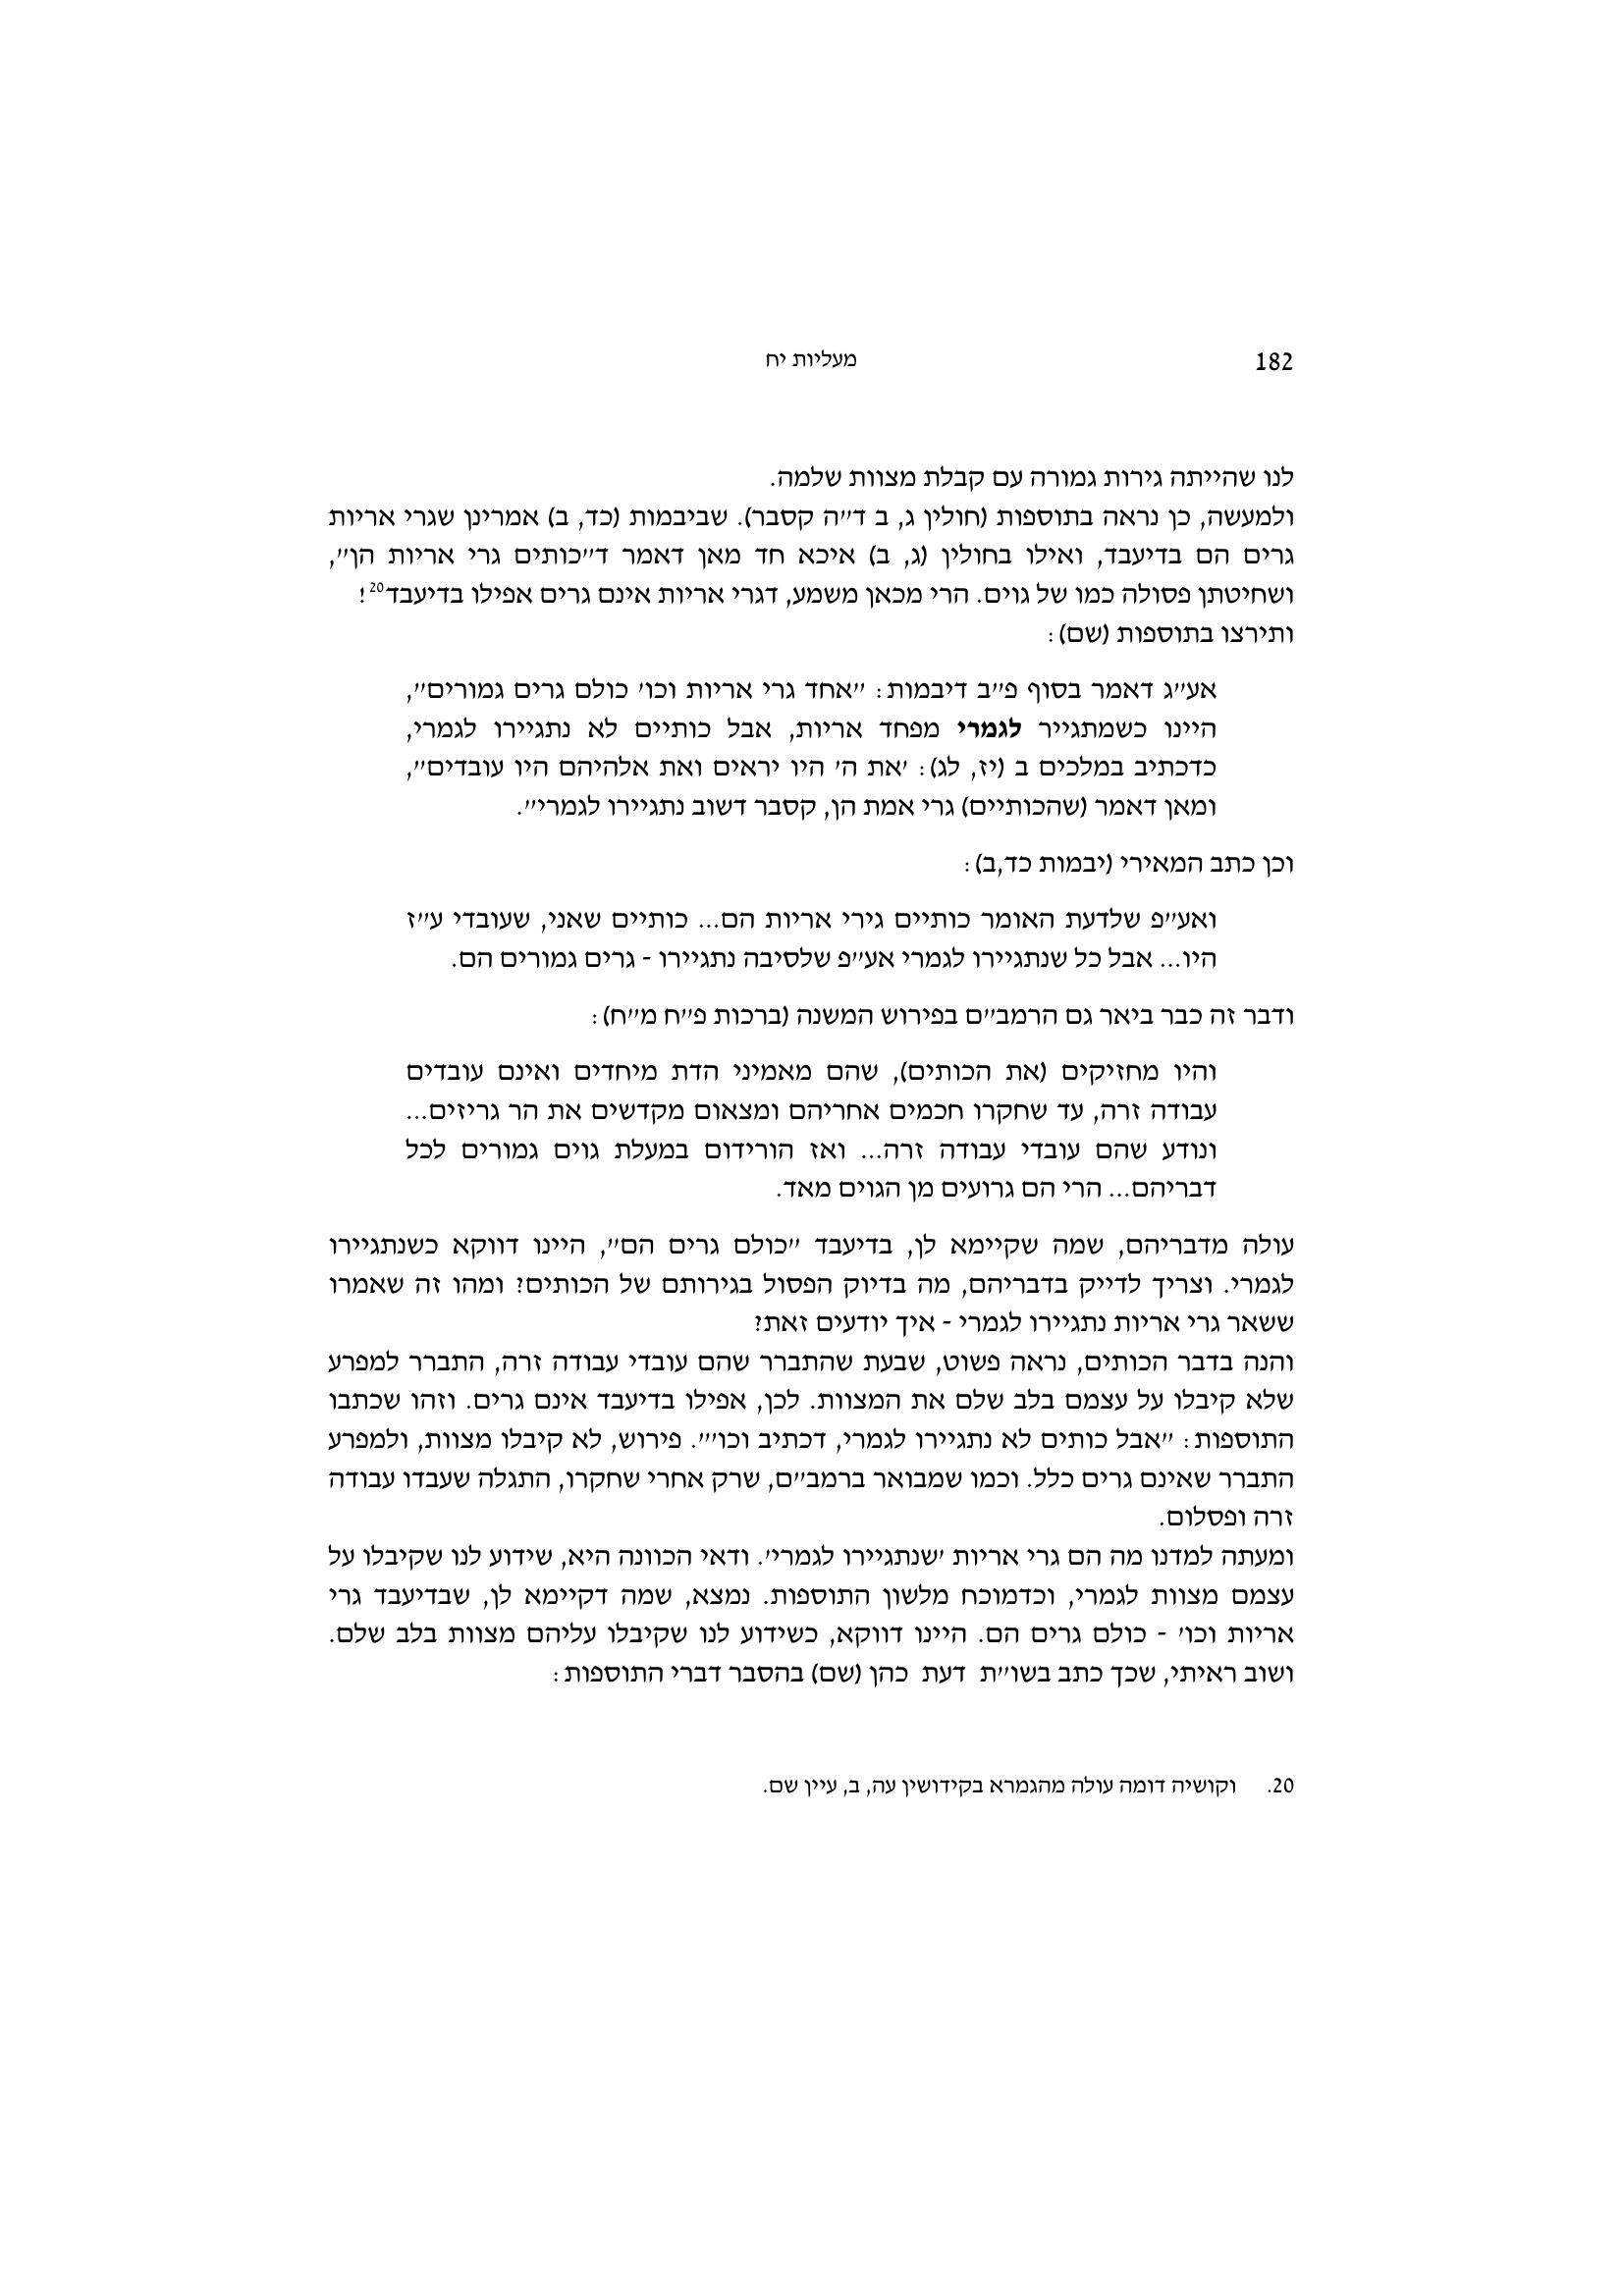 182
מעליות יח
לנו שהייתה גירות גמורה עם קבלת מצוות שלמה.
ולמעשה, כן נראה בתוספות (חולין ג, ב ד״ה קסבר). שביבמות (כד, ב) אמרינן שגרי אריות
גרים הם בדיעבד, ואילו בחולין (ג, ב) איכא חד מאן דאמר ד״כותים גרי אריות הן״,
ושחיטתן פסולה כמו של גוים. הרי מכאן משמע, דגרי אריות אינם גרים אפילו בדיעבד20!
ותירצו בתוספות (שם):
אע״ג דאמר בסוף פ״ב דיבמות: ״אחד גרי אריות וכו׳ כולם גרים גמורים״,
היינו כשמתגייר לגמרי מפחד אריות, אבל כותיים לא נתגיירו לגמרי,
כדכתיב במלכים ב (יז, לג): ׳את ה׳ היו יראים ואת אלהיהם היו עובדים״,
ומאן דאמר (שהכותיים) גרי אמת הן, קסבר דשוב נתגיירו לגמרי״.
וכן כתב המאירי (יבמות כד,ב):
ואע״פ שלדעת האומר כותיים גירי אריות הם... כותיים שאני, שעובדי ע״ז
היו... אבל כל שנתגיירו לגמרי אע״פ שלסיבה נתגיירו - גרים גמורים הם.
ודבר זה כבר ביאר גם הרמב״ם בפירוש המשנה (ברכות פ״ח מ״ח):
והיו מחזיקים (את הכותים), שהם מאמיני הדת מיחדים ואינם עובדים
עבודה זרה, עד שחקרו חכמים אחריהם ומצאום מקדשים את הר גריזים...
ונודע שהם עובדי עבודה זרה... ואז הורידום במעלת גוים גמורים לכל
דבריהם... הרי הם גרועים מן הגוים מאד.
עולה מדבריהם, שמה שקיימא לן, בדיעבד ״כולם גרים הם״, היינו דווקא כשנתגיירו
לגמרי. וצריך לדייק בדבריהם, מה בדיוק הפסול בגירותם של הכותים? ומהו זה שאמרו
ששאר גרי אריות נתגיירו לגמרי - איך יודעים זאת?
והנה בדבר הכותים, נראה פשוט, שבעת שהתברר שהם עובדי עבודה זרה, התברר למפרע
שלא קיבלו על עצמם בלב שלם את המצוות. לכן, אפילו בדיעבד אינם גרים. וזהו שכתבו
התוספות: ״אבל כותים לא נתגיירו לגמרי, דכתיב וכו׳״. פירוש, לא קיבלו מצוות, ולמפרע
התברר שאינם גרים כלל. וכמו שמבואר ברמב״ם, שרק אחרי שחקרו, התגלה שעבדו עבודה
זרה ופסלום.
ומעתה למדנו מה הם גרי אריות ׳שנתגיירו לגמרי׳. ודאי הכוונה היא, שידוע לנו שקיבלו על
עצמם מצוות לגמרי, וכדמוכח מלשון התוספות. נמצא, שמה דקיימא לן, שבדיעבד גרי
אריות וכו׳ - כולם גרים הם. היינו דווקא, כשידוע לנו שקיבלו עליהם מצוות בלב שלם.
ושוב ראיתי, שכך כתב בשו״ת דעת כהן (שם) בהסבר דברי התוספות:
20. וקושיה דומה עולה מהגמרא בקידושין עה, ב, עיין שם.